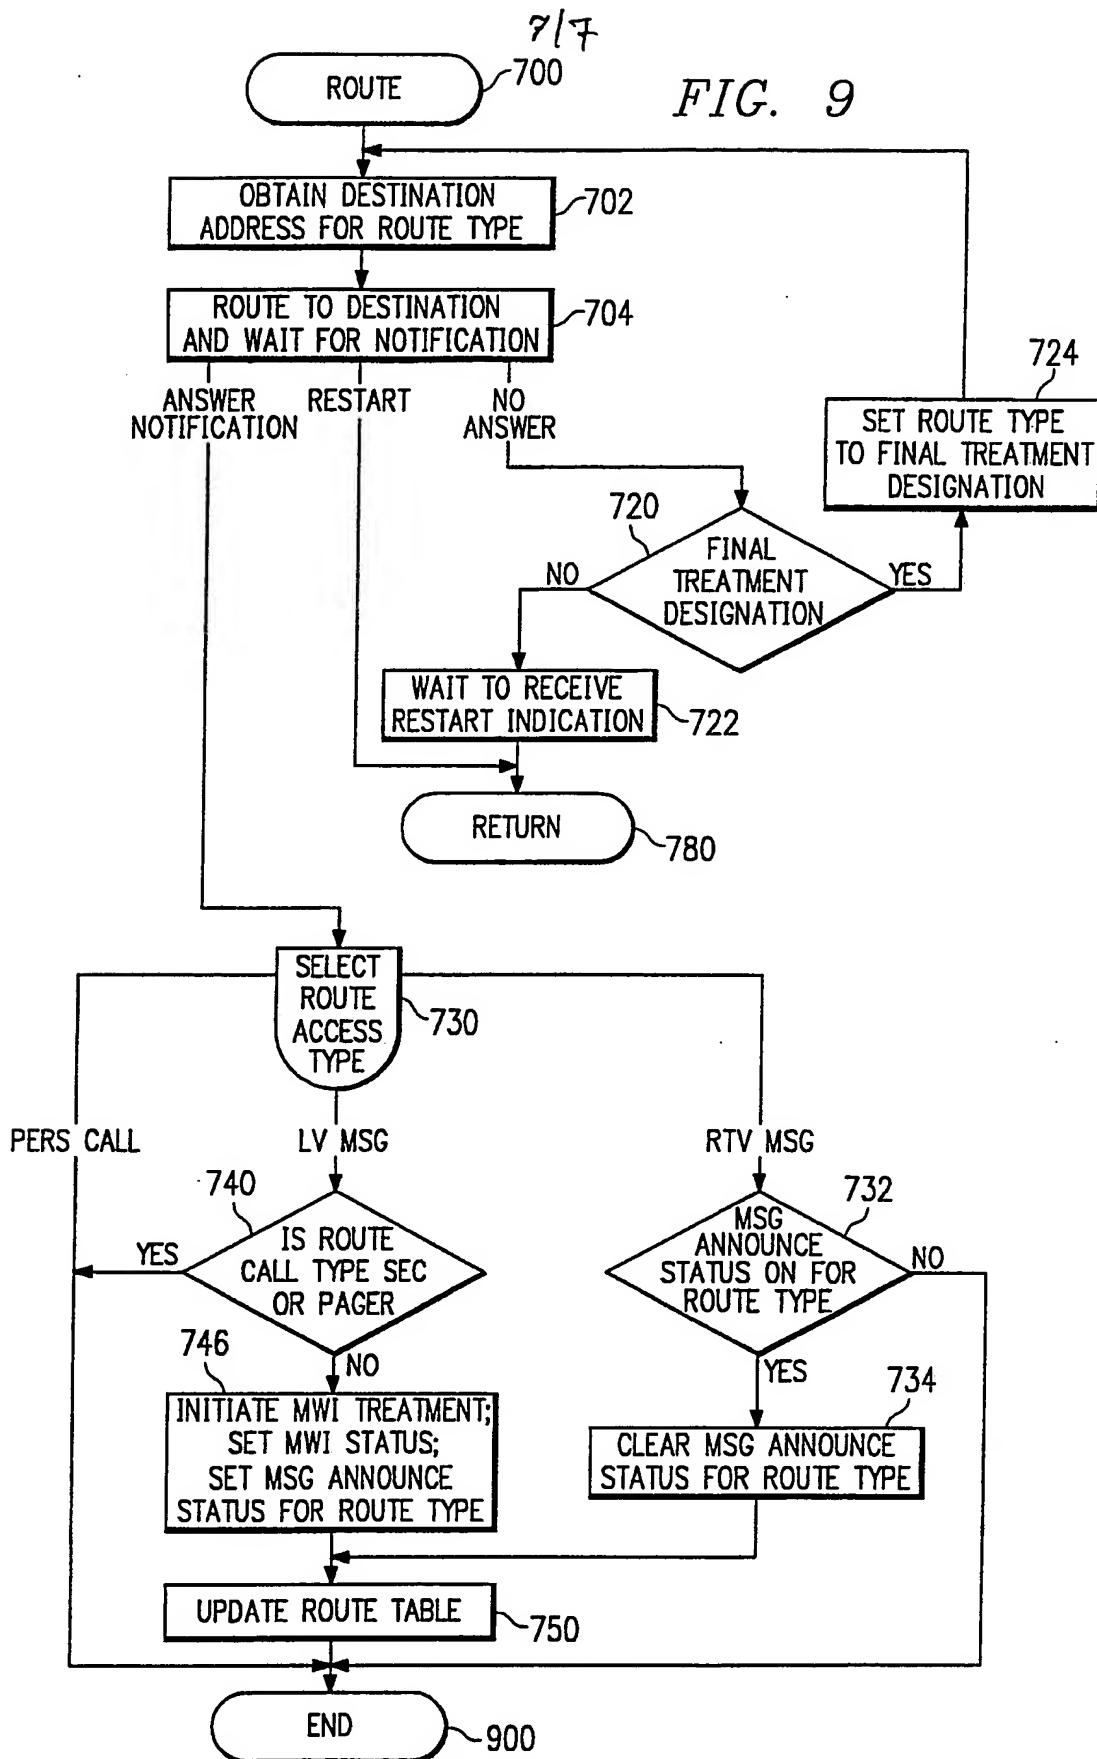 7/7
ROUTE
700
FIG. 9
OBTAIN DESTINATION
ADDRESS FOR ROUTE TYPE
702
ROUTE TO DESTINATION
AND WAIT FOR NOTIFICATION
704
724
SET ROUTE TYPE
TO FINAL TREATMENT
DESIGNATION
ANSWER
NOTIFICATION
RESTART
NO
ANSWER
720
FINAL
TREATMENT
DESIGNATION
NO
YES
WAIT TO RECEIVE
RESTART INDICATION
722
RETURN
780
SELECT
ROUTE
ACCESS
TYPE
730
PERS CALL
LV MSG
RTV MSG
740
IS ROUTE
CALL TYPE SEC
OR PAGER
YES
NO
732
MSG
ANNOUNCE
STATUS ON FOR
ROUTE TYPE
NO
YES
746
INITIATE MWI TREATMENT;
SET MWI STATUS;
SET MSG ANNOUNCE
STATUS FOR ROUTE TYPE
734
CLEAR MSG ANNOUNCE
STATUS FOR ROUTE TYPE
UPDATE ROUTE TABLE
750
END
900